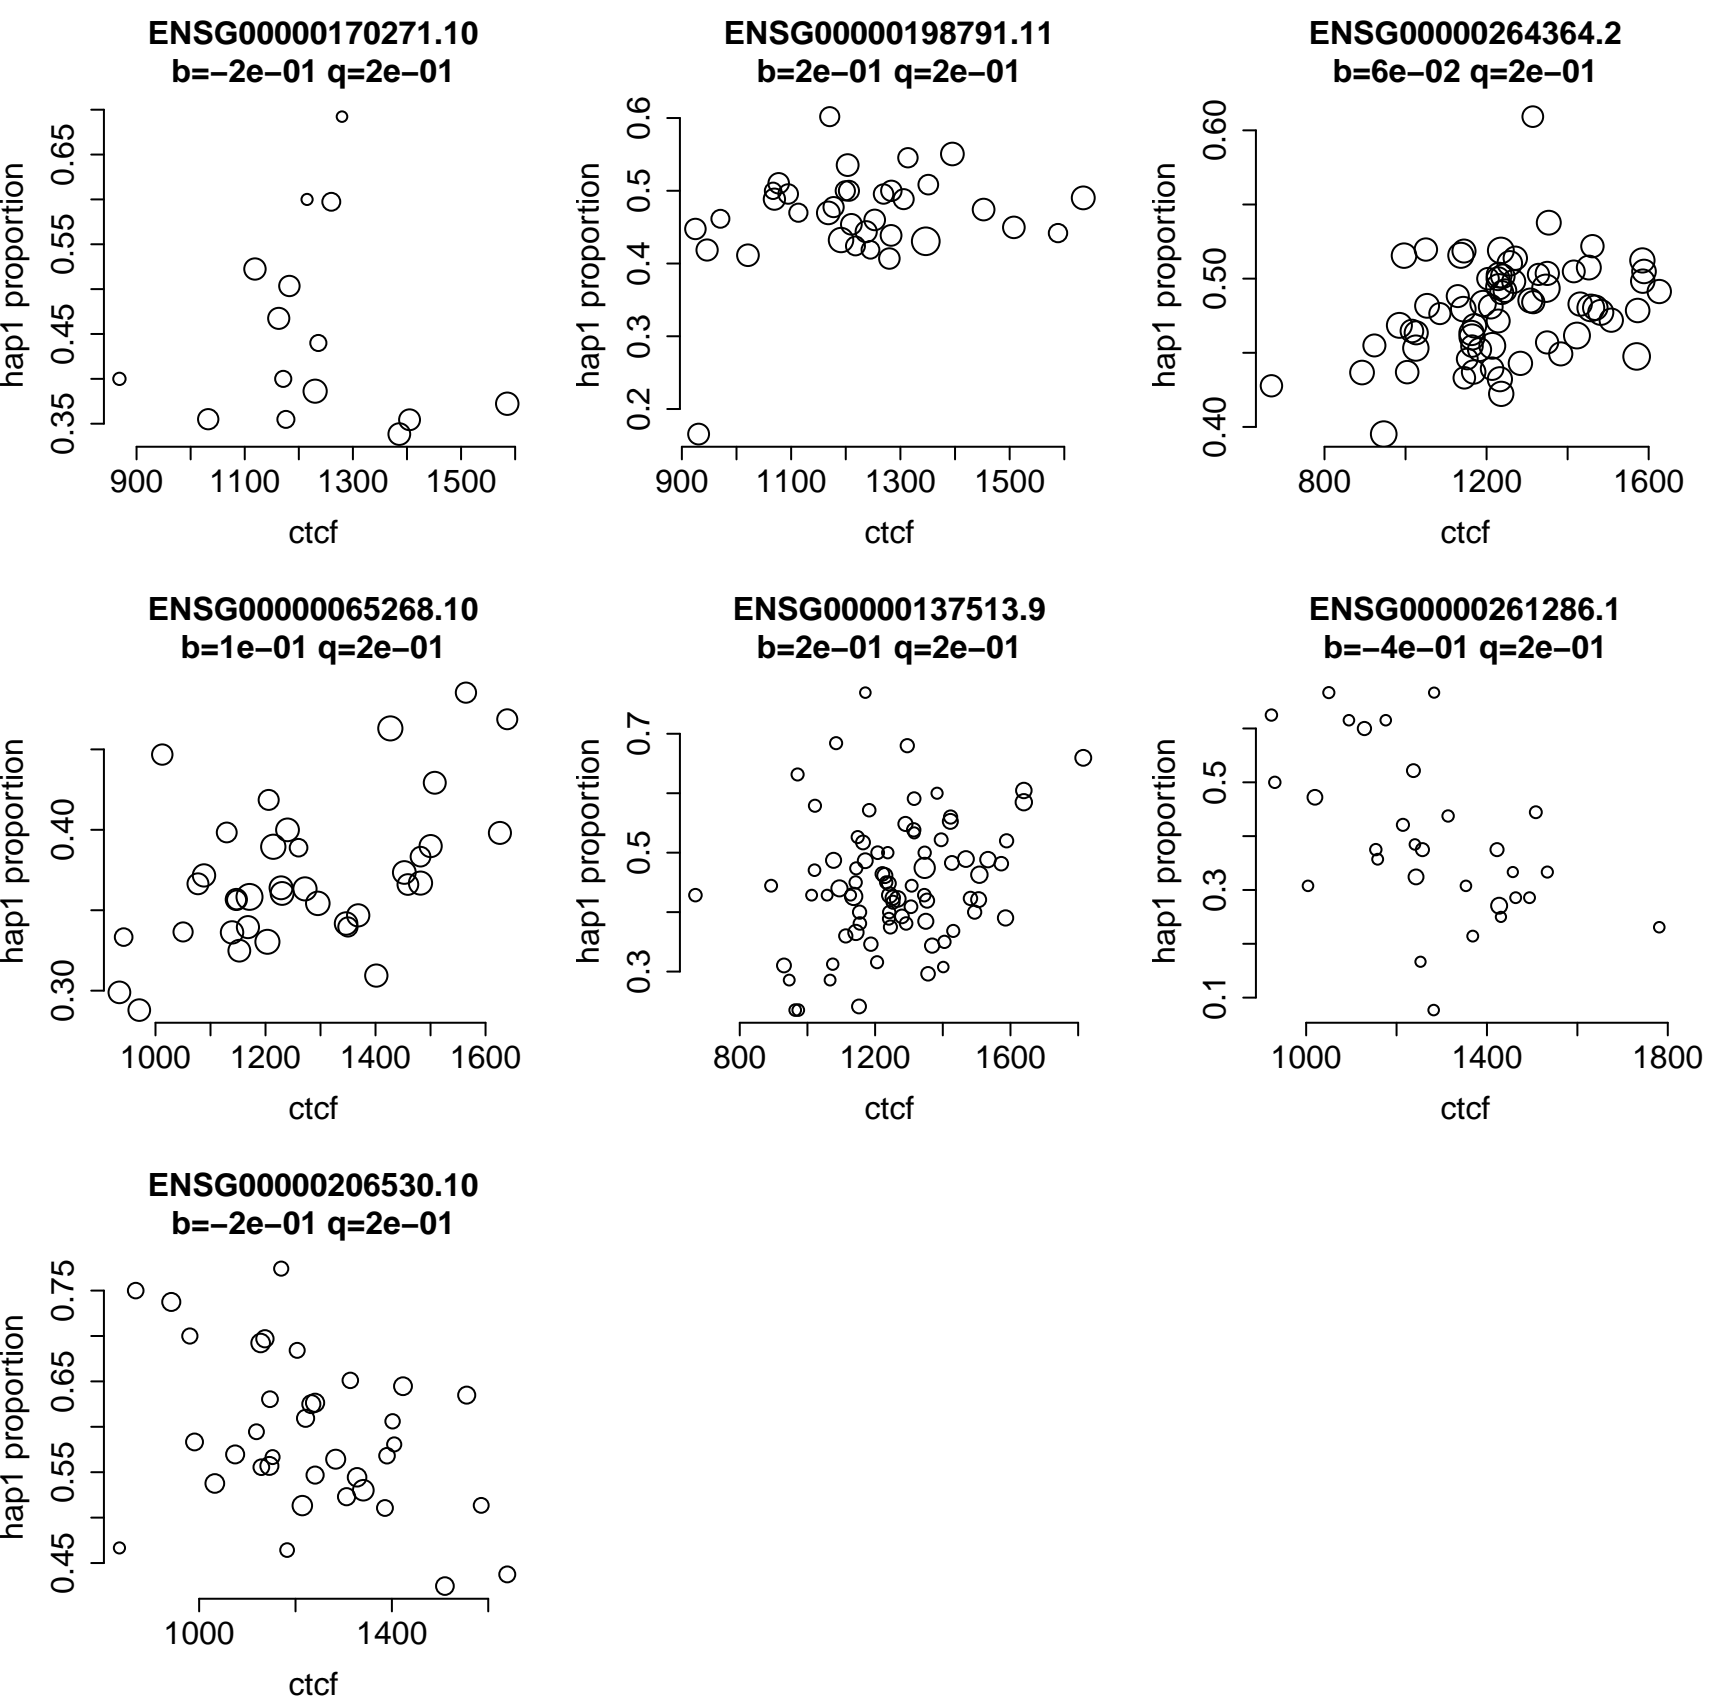 ENSG00000170271.10
b=−2e−01 q=2e−01
hap1 proportion
0.35 0.45 0.55 0.65
900 1100 1300 1500
ctcf
ENSG00000198791.11
b=2e−01 q=2e−01
hap1 proportion
0.2 0.3 0.4 0.5 0.6
900 1100 1300 1500
ctcf
ENSG00000264364.2
b=6e−02 q=2e−01
hap1 proportion
0.40 0.50 0.60
800 1200 1600
ctcf
ENSG00000065268.10
b=1e−01 q=2e−01
hap1 proportion
0.30 0.40
1000 1200 1400 1600
ctcf
ENSG00000137513.9
b=2e−01 q=2e−01
hap1 proportion
0.3 0.5 0.7
800 1200 1600
ctcf
ENSG00000261286.1
b=−4e−01 q=2e−01
hap1 proportion
0.1 0.3 0.5
1000 1400 1800
ctcf
ENSG00000206530.10
b=−2e−01 q=2e−01
hap1 proportion
0.45 0.55 0.65 0.75
1000 1400
ctcf